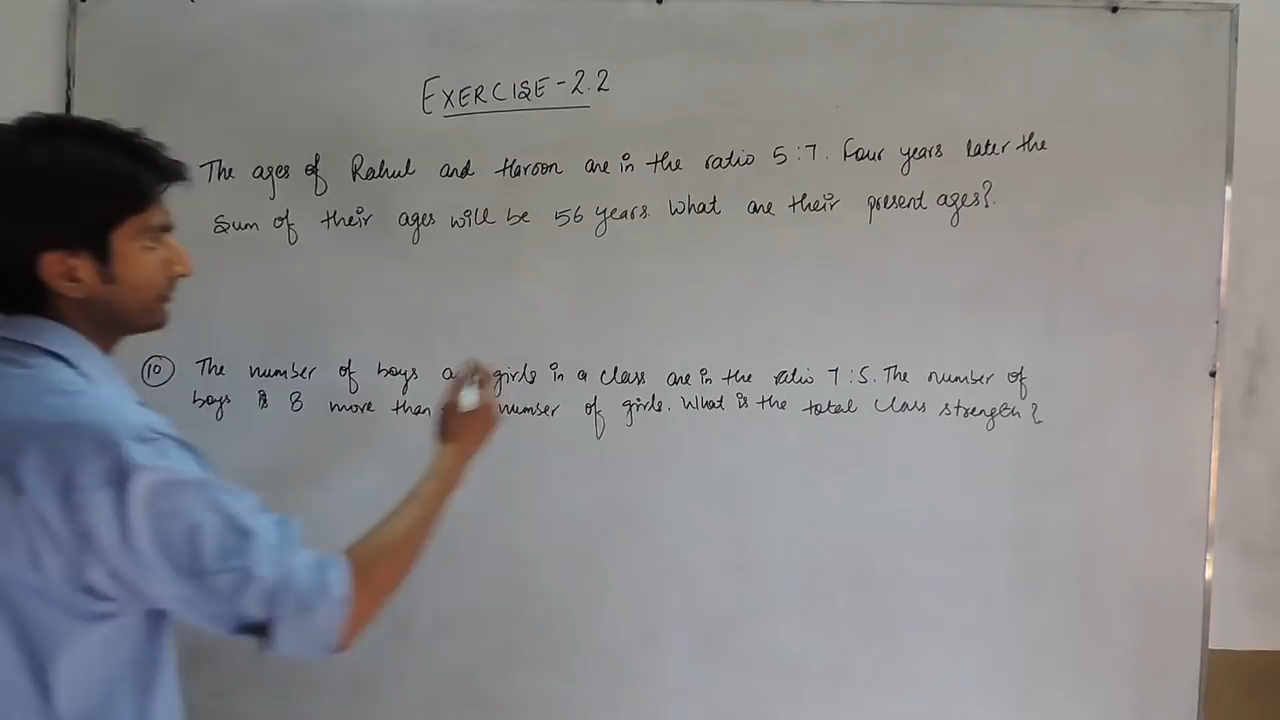 EXERCISE-2.2
The ages of Rahul and Haroon are in the ratio 5:7. Four years later the
Sum of their ages will be 56 years. What are their present ages?
10 The number of boys girls in a class are in the ratio 7:5. The number of
boys is 8 more than number of girls. What is the total class strength?